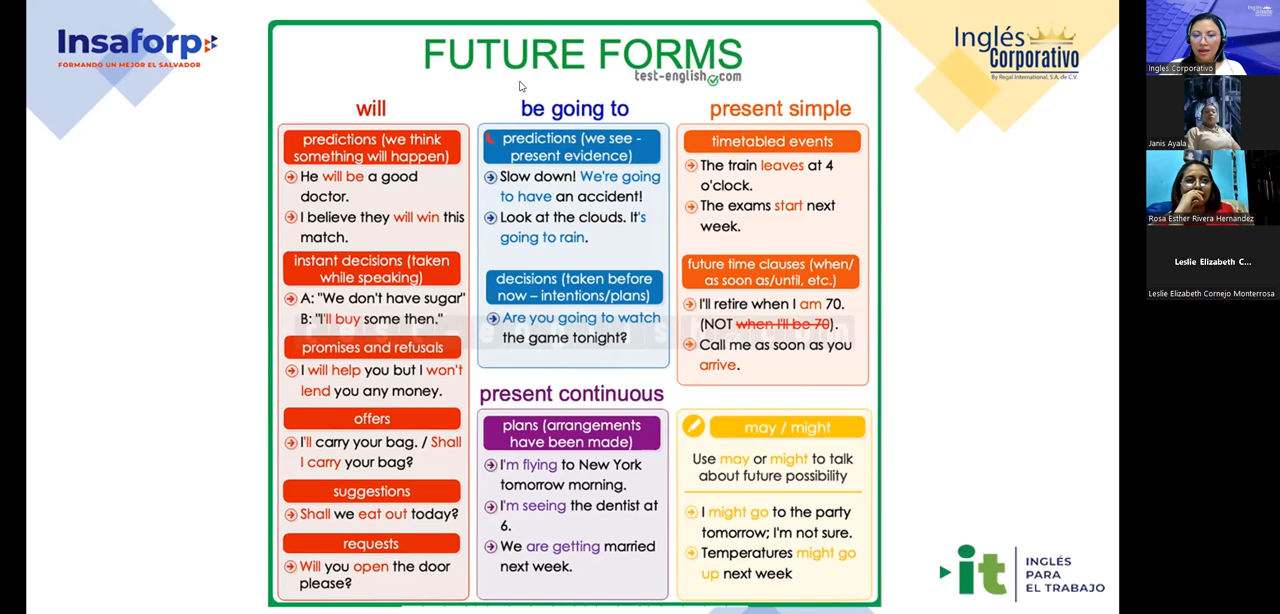 Insaforp
FORMANDO UN MEJOR EL SALVADOR
FUTURE FORMS
test-english.com
Inglés
Corporativo
By Regal International, S.A. de C.V.
will
predictions (we think
something will happen)
He will be a good
doctor.
I believe they will win this
match.
instant decisions (taken
while speaking)
A: "We don't have sugar"
B: "I'll buy some then."
promises and refusals
I will help you but I won't
lend you any money.
offers
I'll carry your bag. / Shall
I carry your bag?
suggestions
Shall we eat out today?
requests
Will you open the door
please?
be going to
predictions (we see -
present evidence)
Slow down! We're going
to have an accident!
Look at the clouds. It's
going to rain.
decisions (taken before
now – intentions/plans)
Are you going to watch
the game tonight?
present continuous
plans (arrangements
have been made)
I'm flying to New York
tomorrow morning.
I'm seeing the dentist at
6.
We are getting married
next week.
present simple
timetabled events
The train leaves at 4
o'clock.
The exams start next
week.
future time clauses (when/
as soon as/until, etc.)
I'll retire when I am 70.
(NOT when I'll be 70).
Call me as soon as you
arrive.
may / might
Use may or might to talk
about future possibility
I might go to the party
tomorrow; I'm not sure.
Temperatures might go
up next week
it
INGLÉS
PARA
EL TRABAJO
Ingles Corporativo
Janis Ayala
Rosa Esther Rivera Hernandez
Leslie Elizabeth C...
Leslie Elizabeth Cornejo Monterrosa